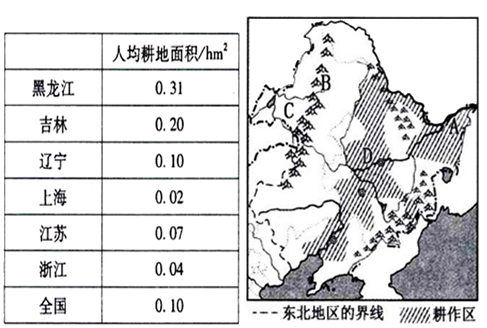 人均耕地面积/hm²
黑龙江 0.31
吉林 0.20
辽宁 0.10
上海 0.02
江苏 0.07
浙江 0.04
全国 0.10
B
C
A
D
东北地区的界线 耕作区